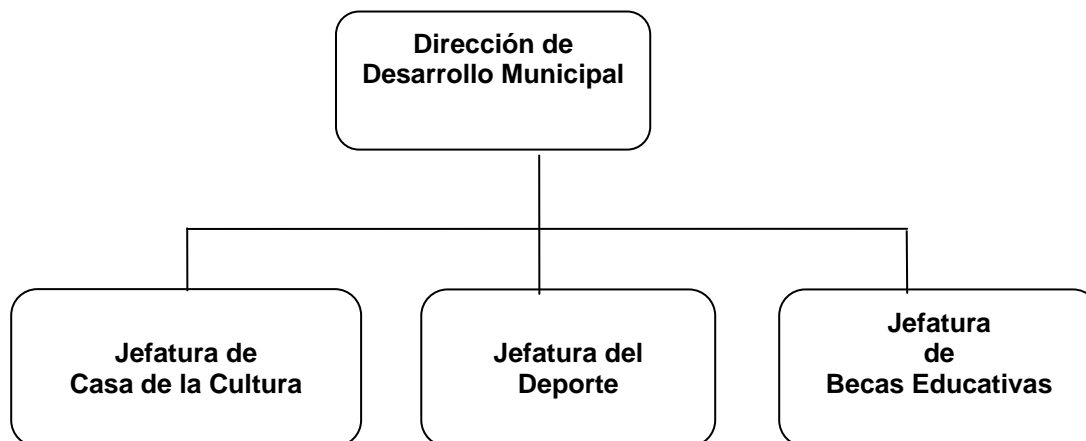 Dirección de
Desarrollo Municipal
Jefatura de
Casa de la Cultura
Jefatura del
Deporte
Jefatura
de
Becas Educativas